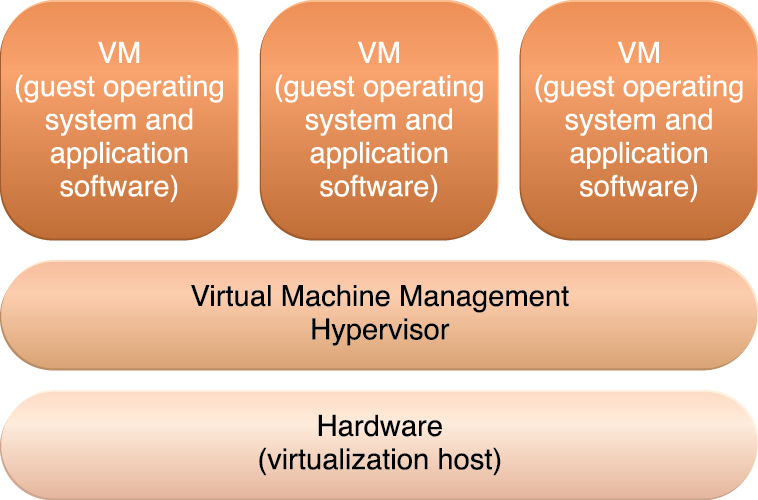 VM
(guest operating
system and
application
software)
VM
(guest operating
system and
application
software)
VM
(guest operating
system and
application
software)
Virtual Machine Management
Hypervisor
Hardware
(virtualization host)